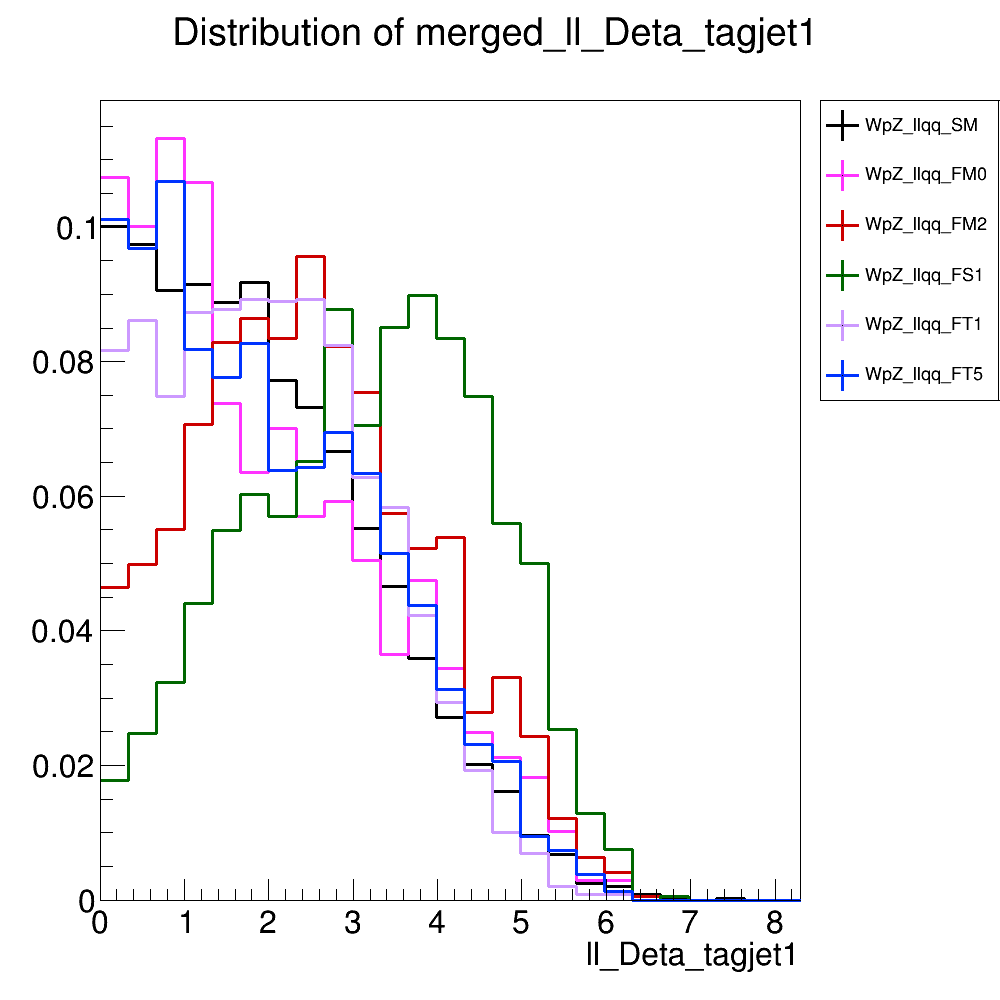 Distribution of merged_ll_Deta_tagjet1
WpZ_llqq_SM
WpZ_llqq_FM0
WpZ_llqq_FM2
WpZ_llqq_FS1
WpZ_llqq_FT1
WpZ_llqq_FT5
0.1
0.08
0.06
0.04
0.02
0
0 1 2 3 4 5 6 7 8
ll_Deta_tagjet1